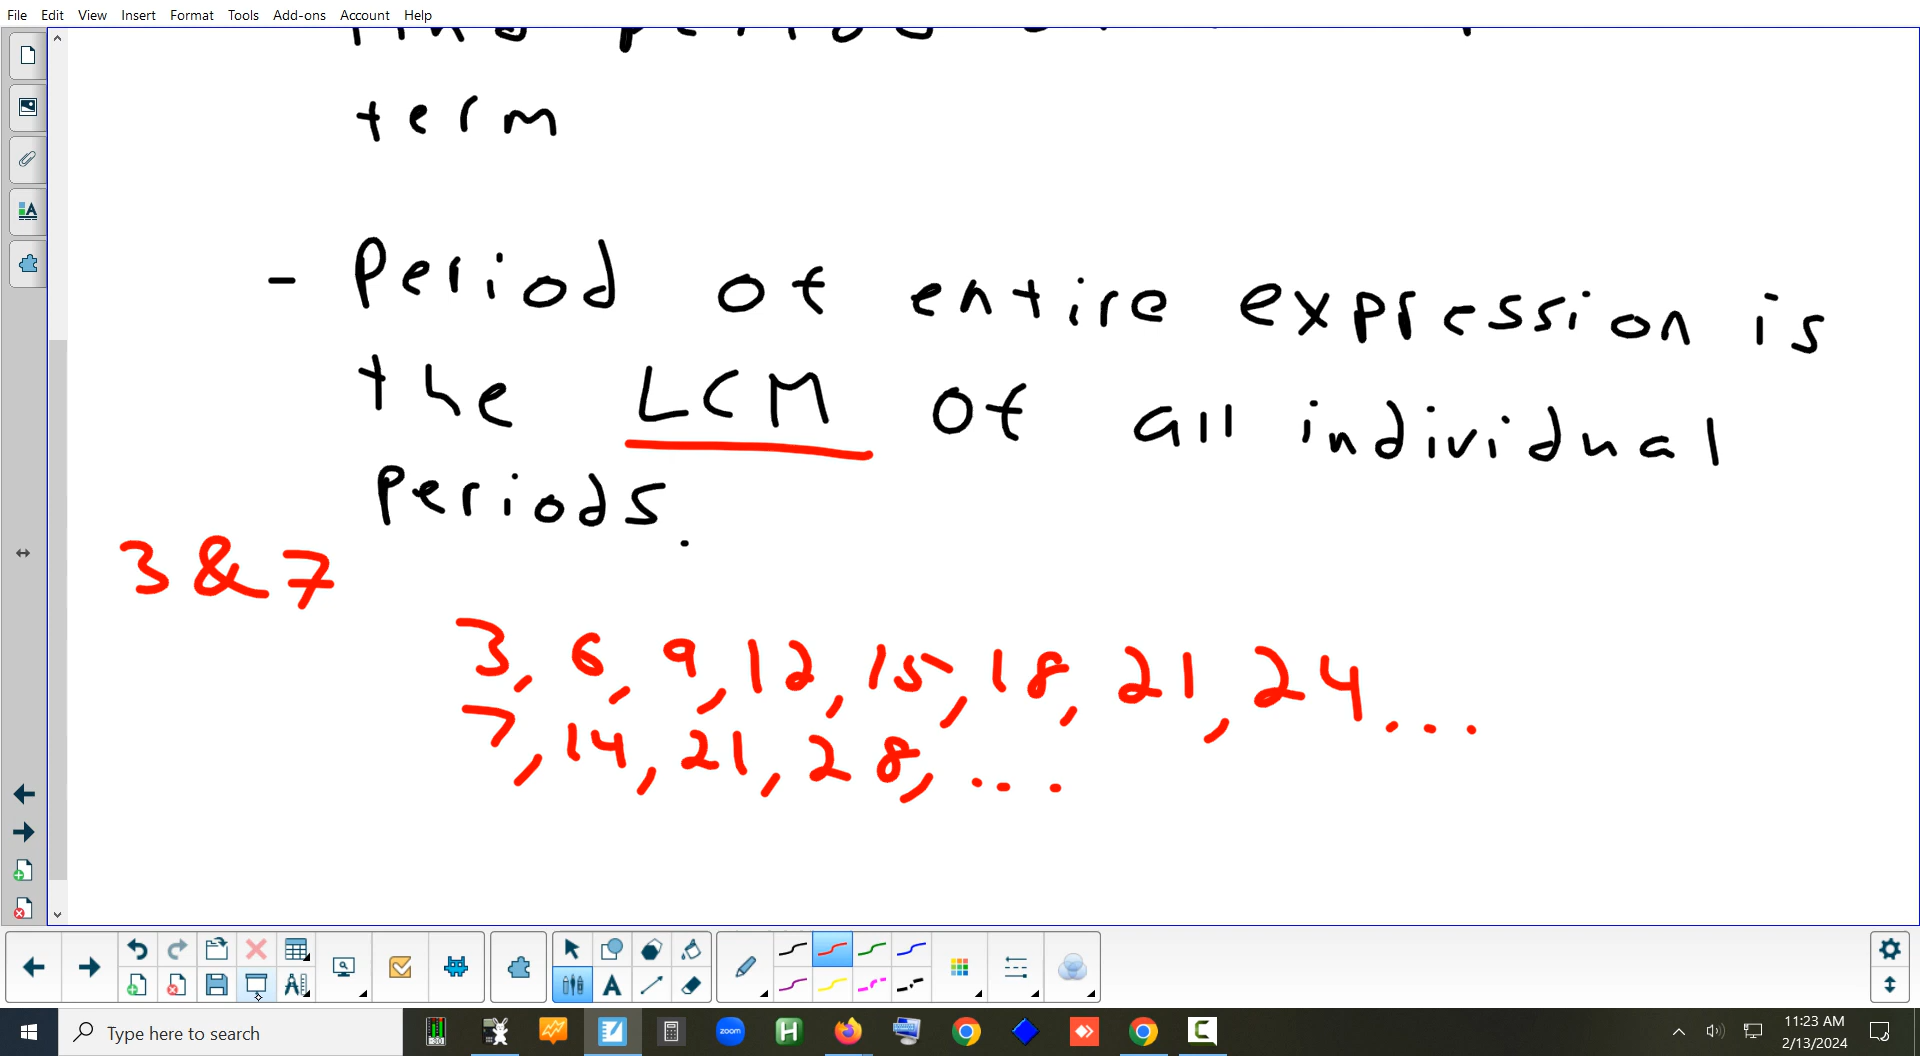 File Edit View Insert Format Tools Add-ons Account Help
term
- Period of entire expression is
the LCM of all individual
periods.
3 & 7
3, 6, 9, 12, 15, 18, 21, 24 ...
7, 14, 21, 28, ...
Type here to search
zoom
11:23 AM
2/13/2024